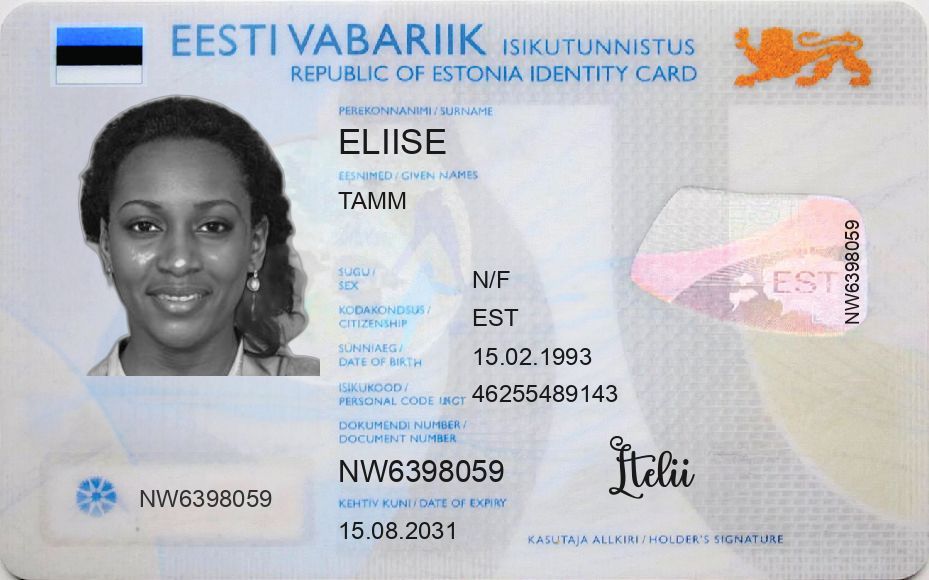 EESTI VABARIIK ISIKUTUNNISTUS
REPUBLIC OF ESTONIA IDENTITY CARD
PEREKONNANIMI / SURNAME
ELIISE
EESNIMED / GIVEN NAMES
TAMM
SUGU /
SEX
N/F
KODAKONDSUS /
CITIZENSHIP
EST
SÜNNIAEG /
DATE OF BIRTH
15.02.1993
ISIKUKOOD /
PERSONAL CODE
46255489143
DOKUMENDI NUMBER /
DOCUMENT NUMBER
NW6398059
KEHTIV KUNI / DATE OF EXPIRY
15.08.2031
NW6398059
EST
NW6398059
KASUTAJA ALLKIRI / HOLDER'S SIGNATURE